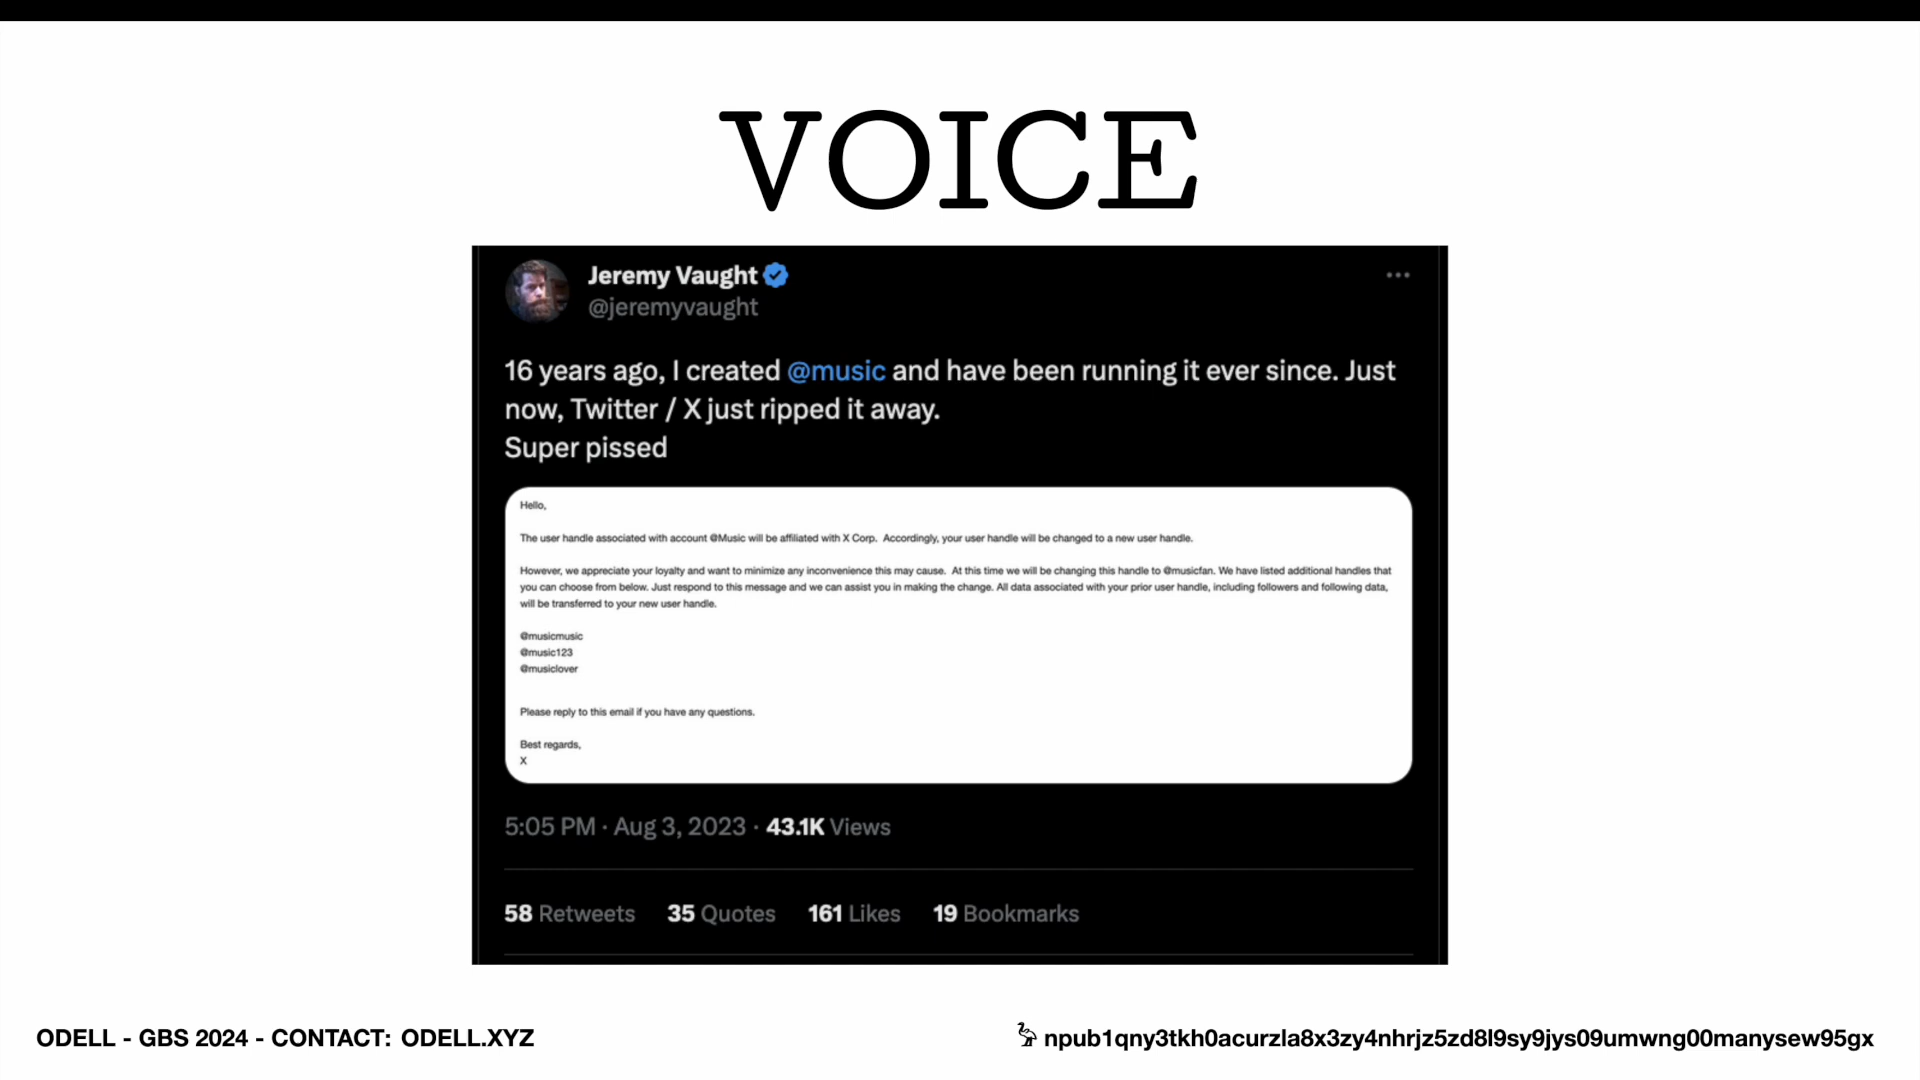 VOICE
Jeremy Vaught
@jeremyvaught
16 years ago, I created @music and have been running it ever since. Just
now, Twitter / X just ripped it away.
Super pissed
Hello,
The user handle associated with account @Music will be affiliated with X Corp.  Accordingly, your user handle will be changed to a new user handle.
However, we appreciate your loyalty and want to minimize any inconvenience this may cause.  At this time we will be changing this handle to @musicfan. We have listed additional handles that
you can choose from below. Just respond to this message and we can assist you in making the change. All data associated with your prior user handle, including followers and following data,
will be transferred to your new user handle.
@musicmusic
@music123
@musiclover
Please reply to this email if you have any questions.
Best regards,
X
5:05 PM · Aug 3, 2023 · 43.1K Views
58 Retweets 35 Quotes 161 Likes 19 Bookmarks
ODELL - GBS 2024 - CONTACT: ODELL.XYZ
npub1qny3tkh0acurzla8x3zy4nhrjz5zd8l9sy9jys09umwng00manysew95gx